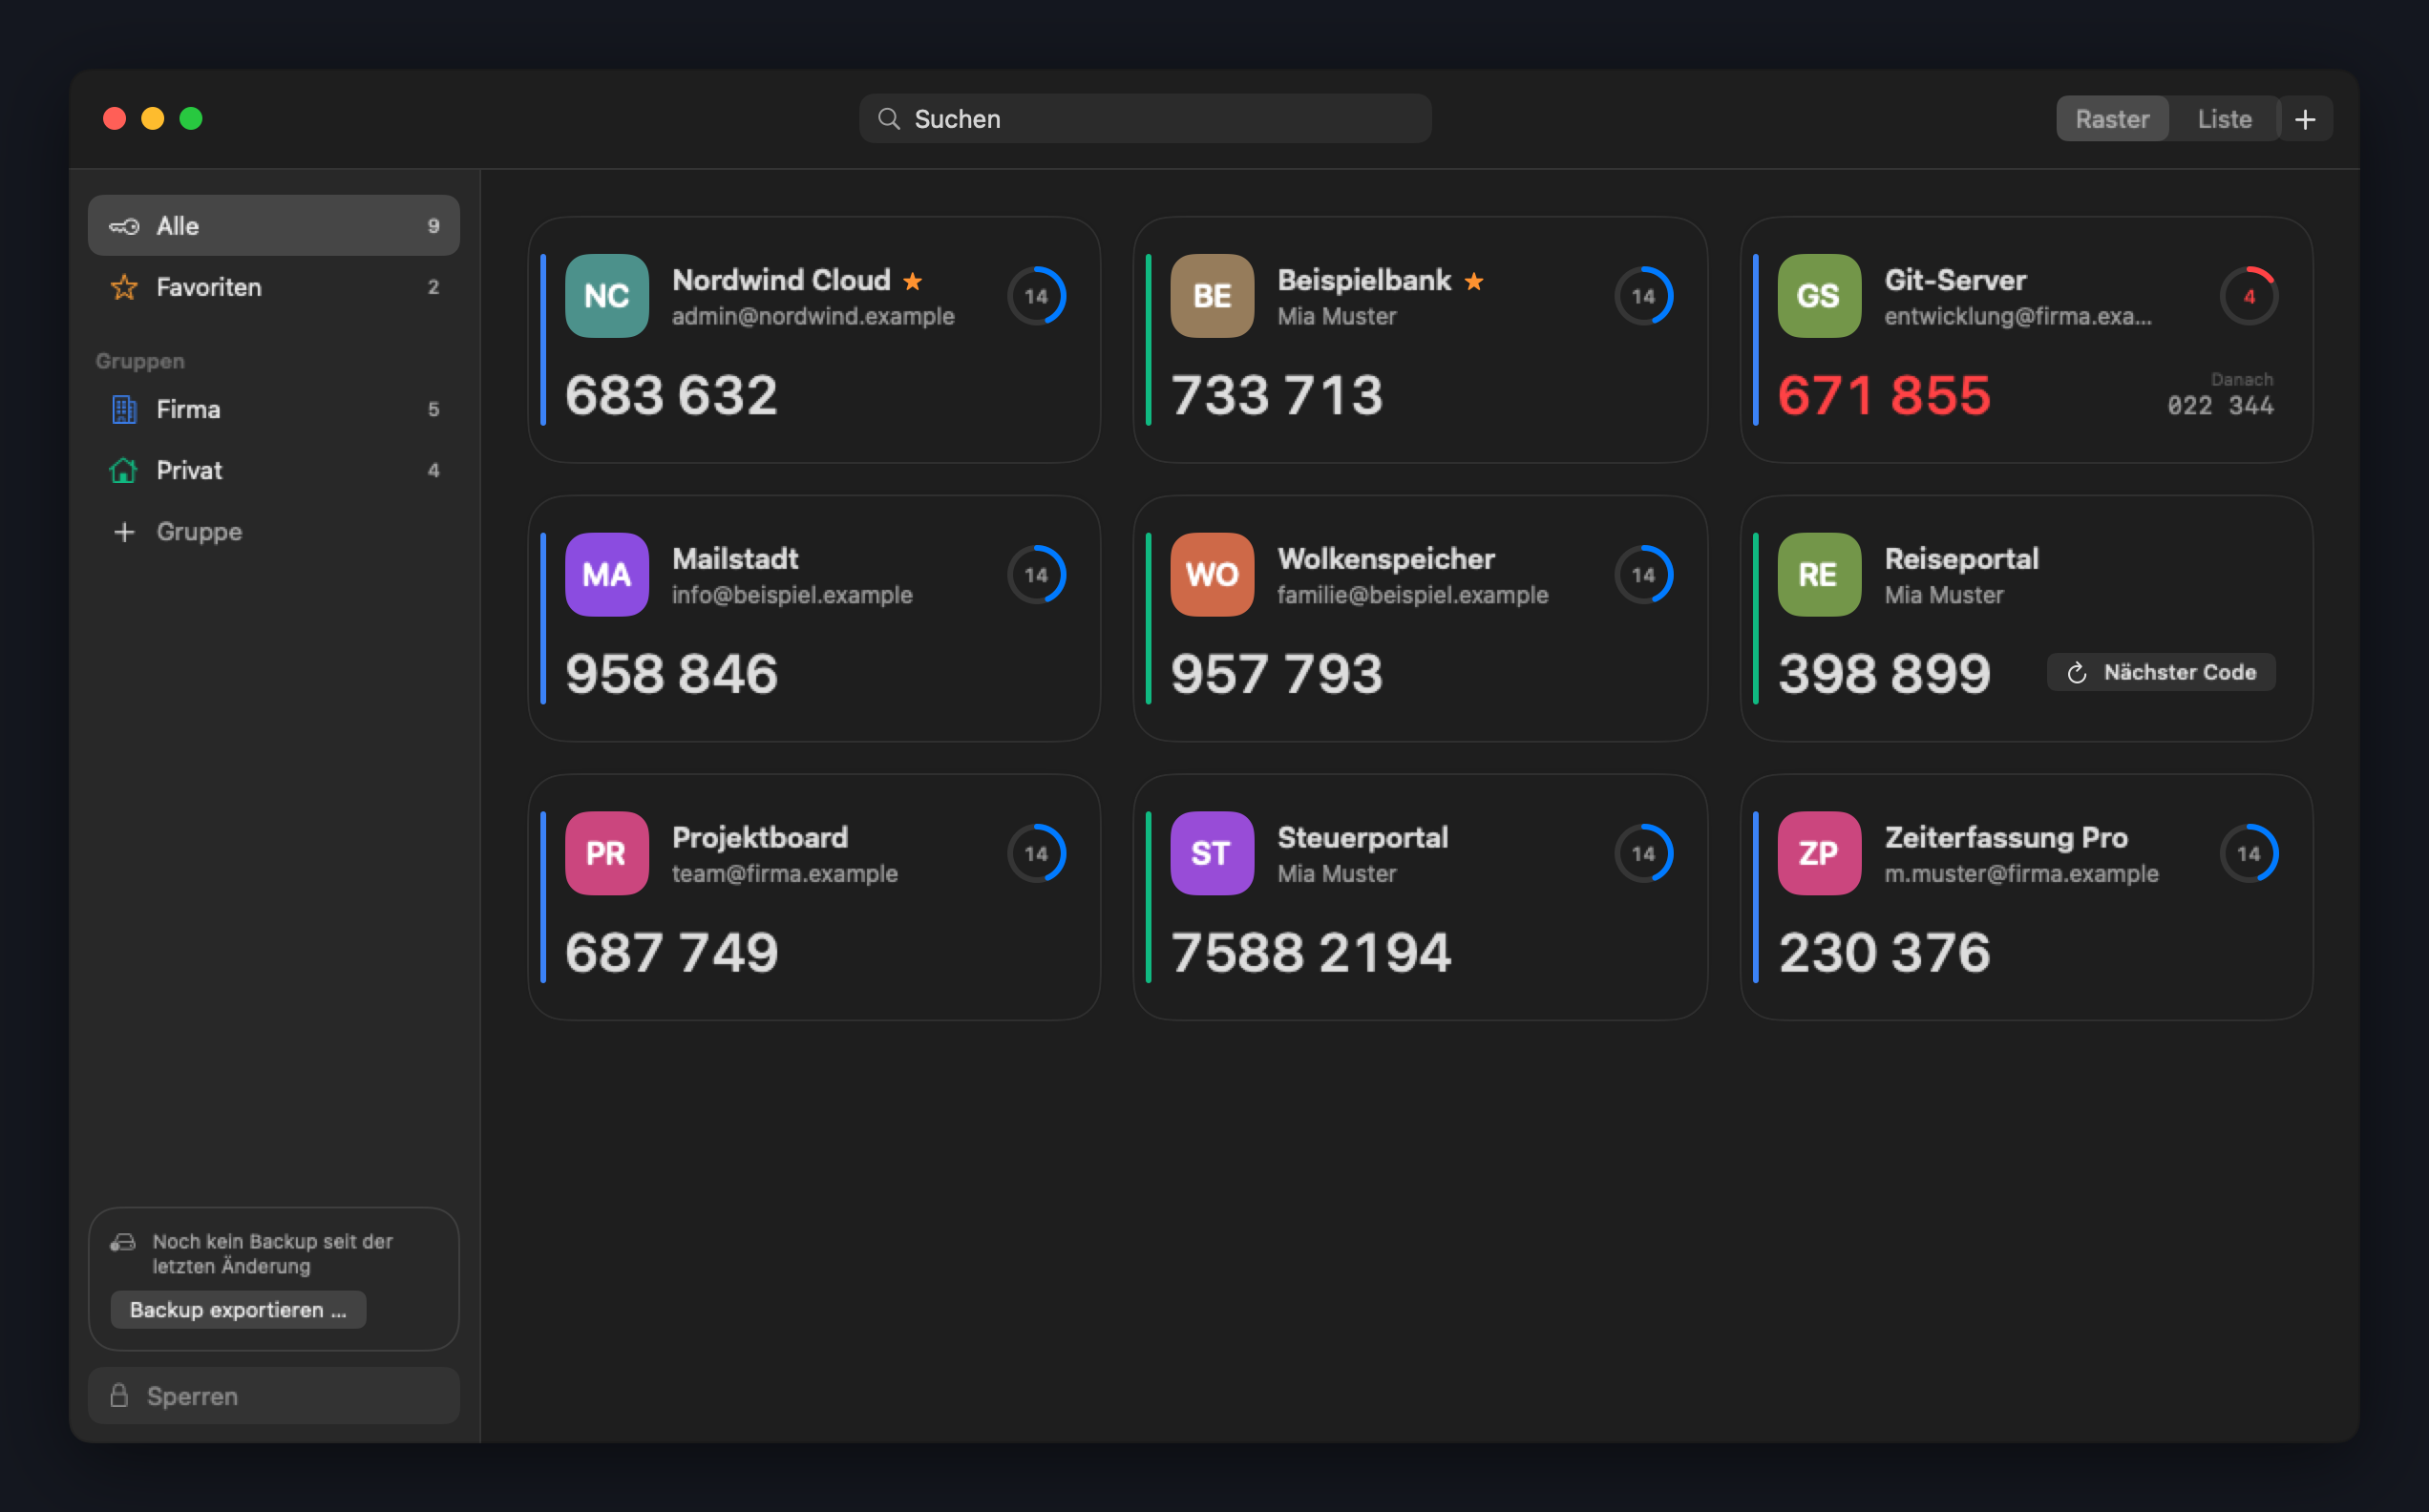 Suchen
Raster
Liste
Alle
9
Favoriten
2
Gruppen
Firma
5
Privat
4
Gruppe
Noch kein Backup seit der
letzten Änderung
Backup exportieren ...
Sperren
NC
Nordwind Cloud
admin@nordwind.example
14
683 632
BE
Beispielbank
Mia Muster
14
733 713
GS
Git-Server
entwicklung@firma.exa...
4
671 855
Danach
022 344
MA
Mailstadt
info@beispiel.example
14
958 846
WO
Wolkenspeicher
familie@beispiel.example
14
957 793
RE
Reiseportal
Mia Muster
398 899
Nächster Code
PR
Projektboard
team@firma.example
14
687 749
ST
Steuerportal
Mia Muster
14
7588 2194
ZP
Zeiterfassung Pro
m.muster@firma.example
14
230 376